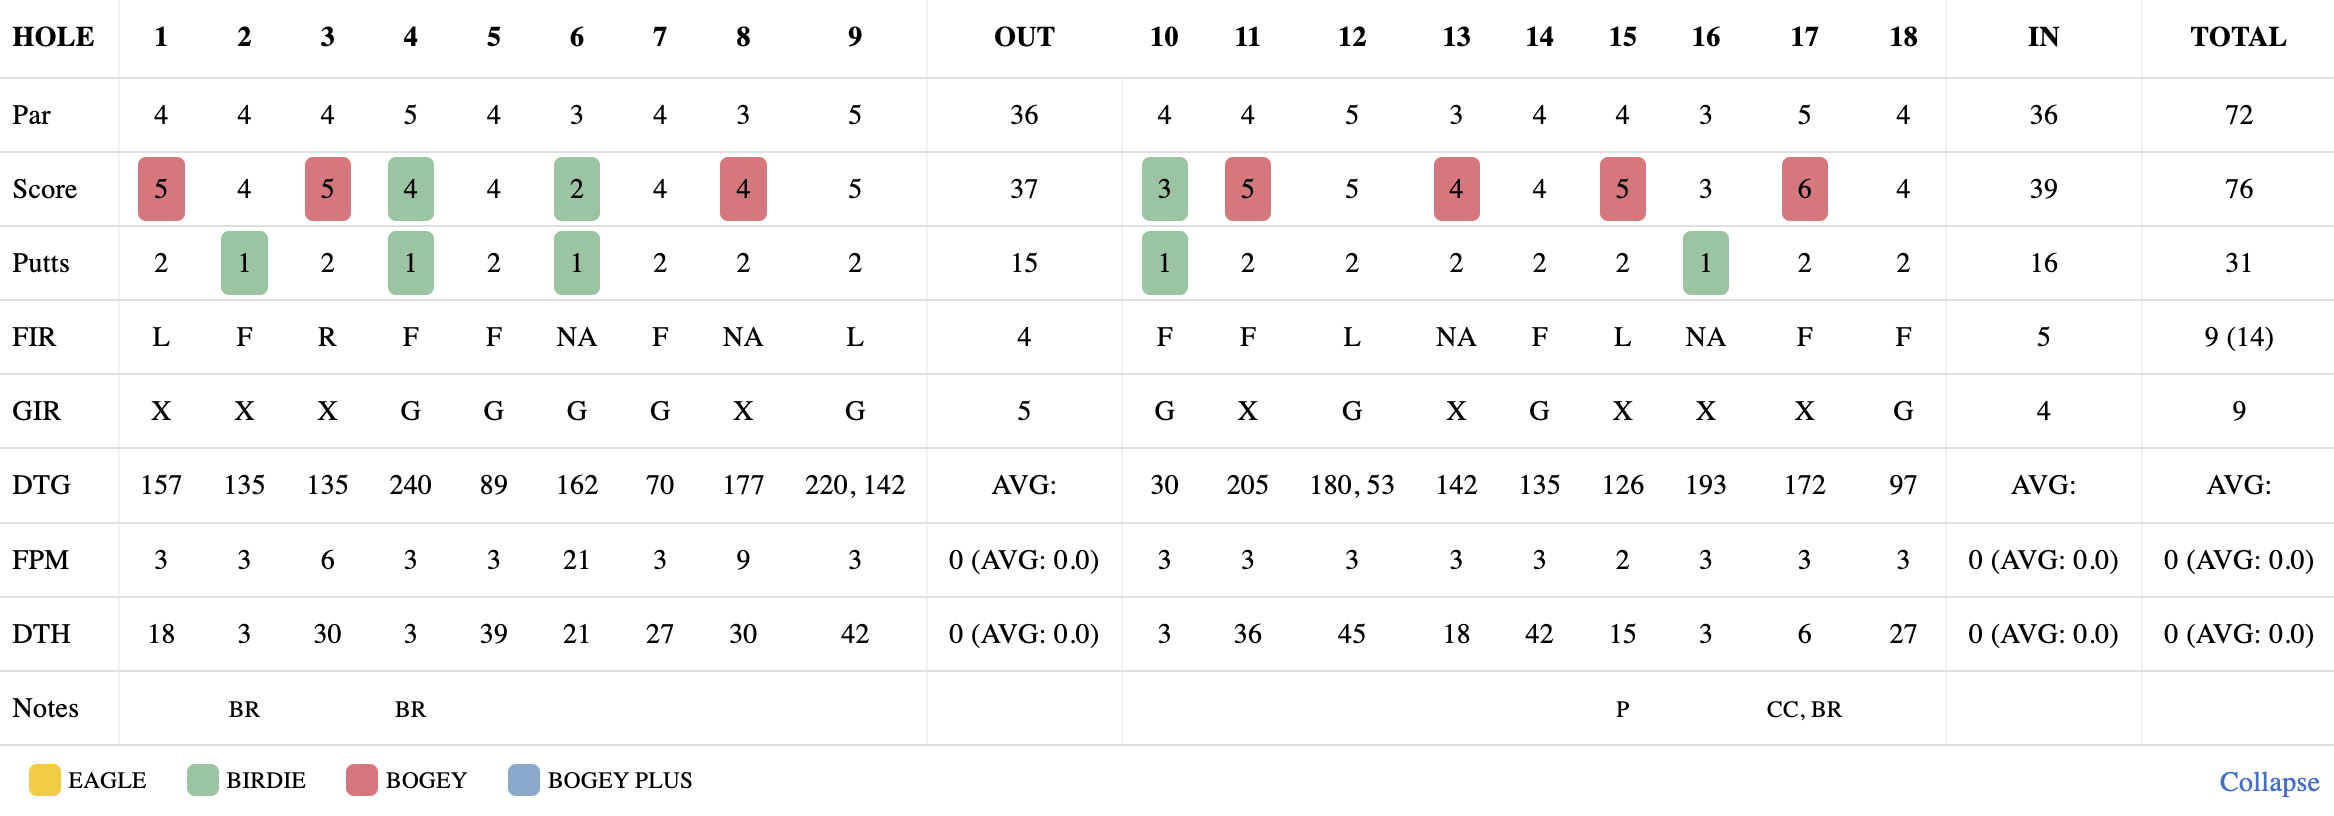 HOLE 1 2 3 4 5 6 7 8 9 OUT 10 11 12 13 14 15 16 17 18 IN TOTAL
Par 4 4 4 5 4 3 4 3 5 36 4 4 5 3 4 4 3 5 4 36 72
Score 5 4 5 4 4 2 4 4 5 37 3 5 5 4 4 5 3 6 4 39 76
Putts 2 1 2 1 2 1 2 2 2 15 1 2 2 2 2 2 1 2 2 16 31
FIR L F R F F NA F NA L 4 F F L NA F L NA F F 5 9 (14)
GIR X X X G G G G X G 5 G X G X G X X X G 4 9
DTG 157 135 135 240 89 162 70 177 220, 142 AVG: 30 205 180, 53 142 135 126 193 172 97 AVG: AVG:
FPM 3 3 6 3 3 21 3 9 3 0 (AVG: 0.0) 3 3 3 3 3 2 3 3 3 0 (AVG: 0.0) 0 (AVG: 0.0)
DTH 18 3 30 3 39 21 27 30 42 0 (AVG: 0.0) 3 36 45 18 42 15 3 6 27 0 (AVG: 0.0) 0 (AVG: 0.0)
Notes BR BR P CC, BR
EAGLE BIRDIE BOGEY BOGEY PLUS Collapse